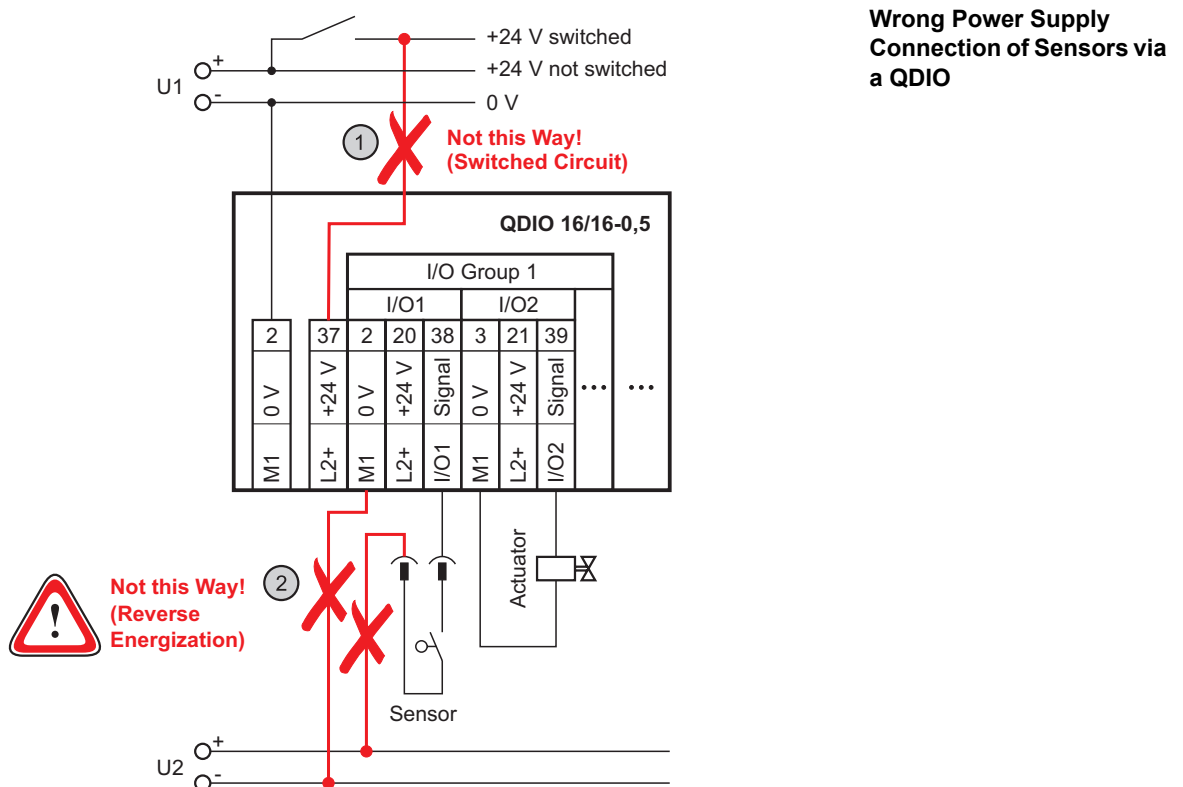 Wrong Power Supply
Connection of Sensors via
a QDIO
+24 V switched
+24 V not switched
0 V
U1
+
-
1
Not this Way!
(Switched Circuit)
QDIO 16/16-0,5
I/O Group 1
I/O1
I/O2
2
37
2
20
38
3
21
39
0 V
+24 V
0 V
+24 V
Signal
0 V
+24 V
Signal
... ...
M1
L2+
M1
L2+
I/O1
M1
L2+
I/O2
!
Not this Way!
(Reverse
Energization)
2
Actuator
Sensor
U2
+
-